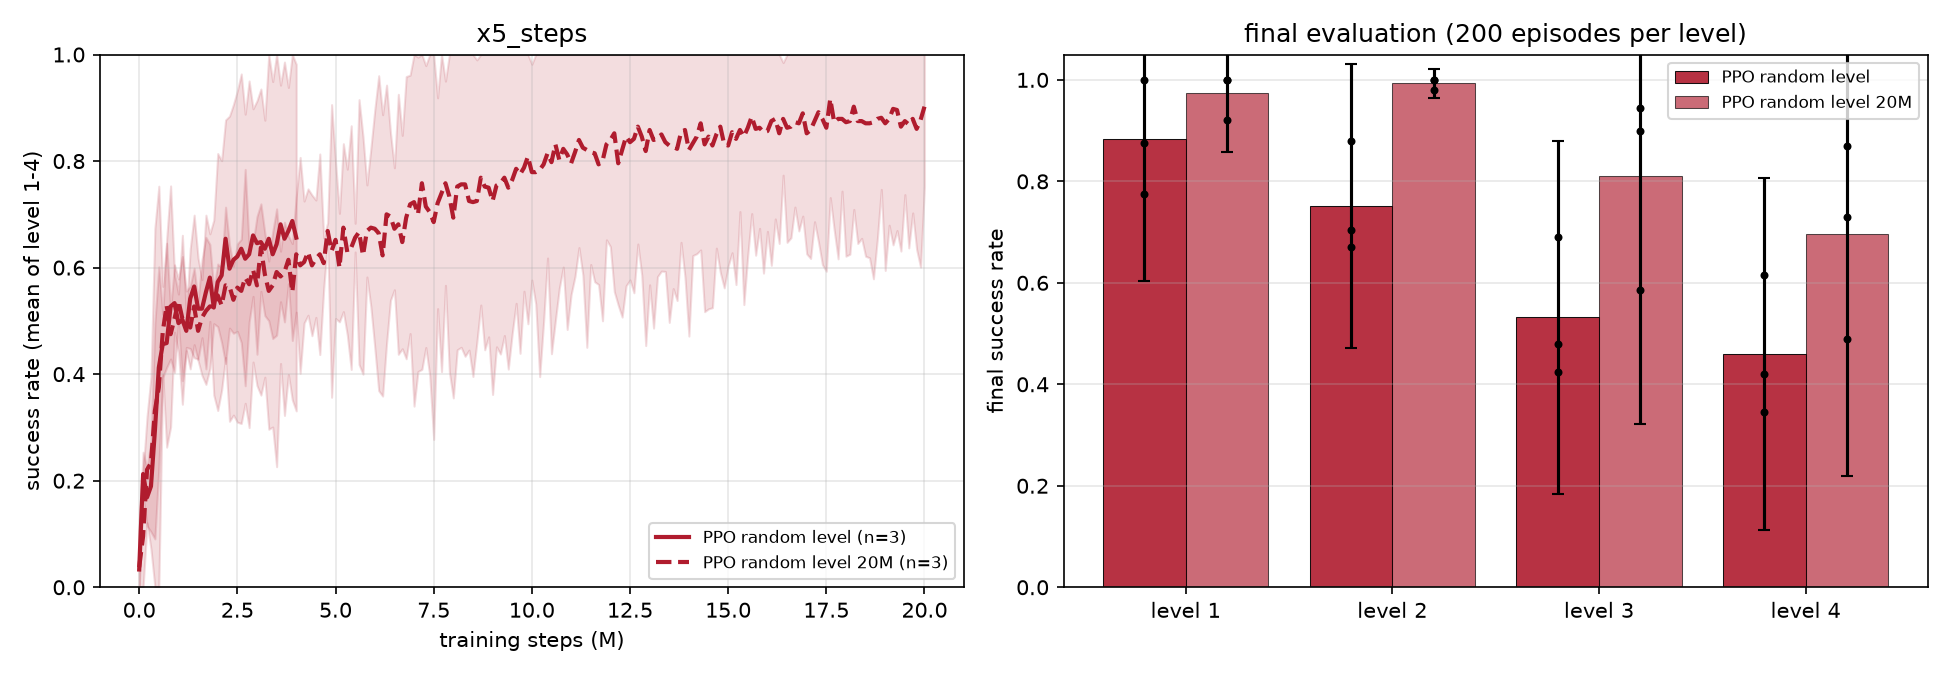 x5_steps
success rate (mean of level 1-4)
1.0
0.8
0.6
0.4
0.2
0.0
0.0 2.5 5.0 7.5 10.0 12.5 15.0 17.5 20.0
training steps (M)
PPO random level (n=3)
PPO random level 20M (n=3)
final evaluation (200 episodes per level)
final success rate
1.0
0.8
0.6
0.4
0.2
0.0
level 1 level 2 level 3 level 4
PPO random level
PPO random level 20M